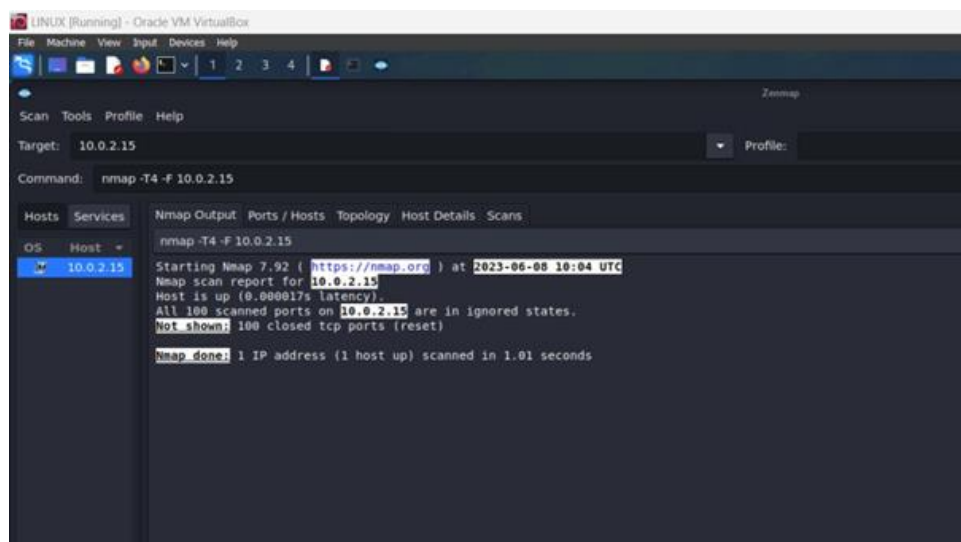 LINUX [Running] - Oracle VM VirtualBox
File Machine View Input Devices Help
1 2 3 4
Zenmap
Scan Tools Profile Help
Target: 10.0.2.15 Profile:
Command: nmap -T4 -F 10.0.2.15
Hosts Services Nmap Output Ports / Hosts Topology Host Details Scans
OS Host nmap -T4 -F 10.0.2.15
10.0.2.15 Starting Nmap 7.92 ( https://nmap.org ) at 2023-06-08 10:04 UTC
Nmap scan report for 10.0.2.15
Host is up (0.000017s latency).
All 100 scanned ports on 10.0.2.15 are in ignored states.
Not shown: 100 closed tcp ports (reset)
Nmap done: 1 IP address (1 host up) scanned in 1.01 seconds